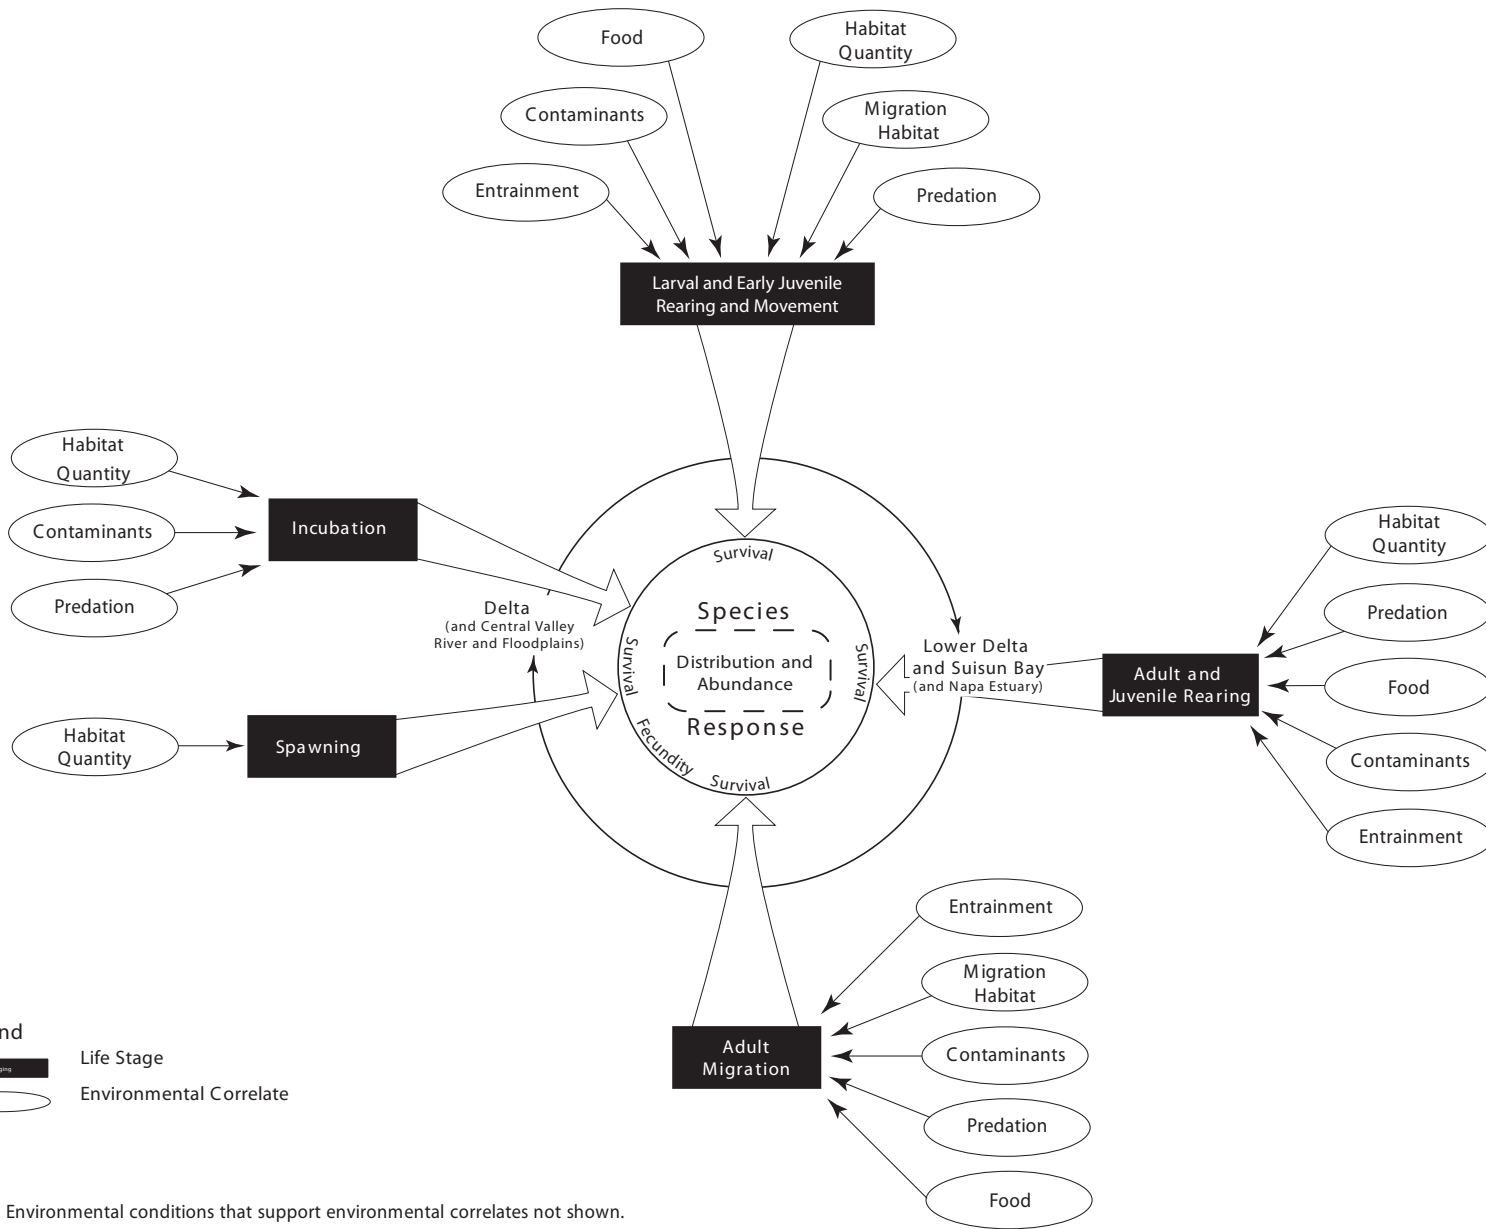 Food
Habitat
Quantity
Contaminants
Migration
Habitat
Entrainment
Predation
Larval and Early Juvenile
Rearing and Movement
Habitat
Quantity
Contaminants
Predation
Incubation
Habitat
Quantity
Spawning
Delta
(and Central Valley
River and Floodplains)
Survival
Survival
Species
Distribution and
Abundance
Response
Survival
Fecundity
Survival
Lower Delta
and Suisun Bay
(and Napa Estuary)
Adult and
Juvenile Rearing
Habitat
Quantity
Predation
Food
Contaminants
Entrainment
Adult
Migration
Entrainment
Migration
Habitat
Contaminants
Predation
Food
nd
ging
Life Stage
Environmental Correlate
Environmental conditions that support environmental correlates not shown.